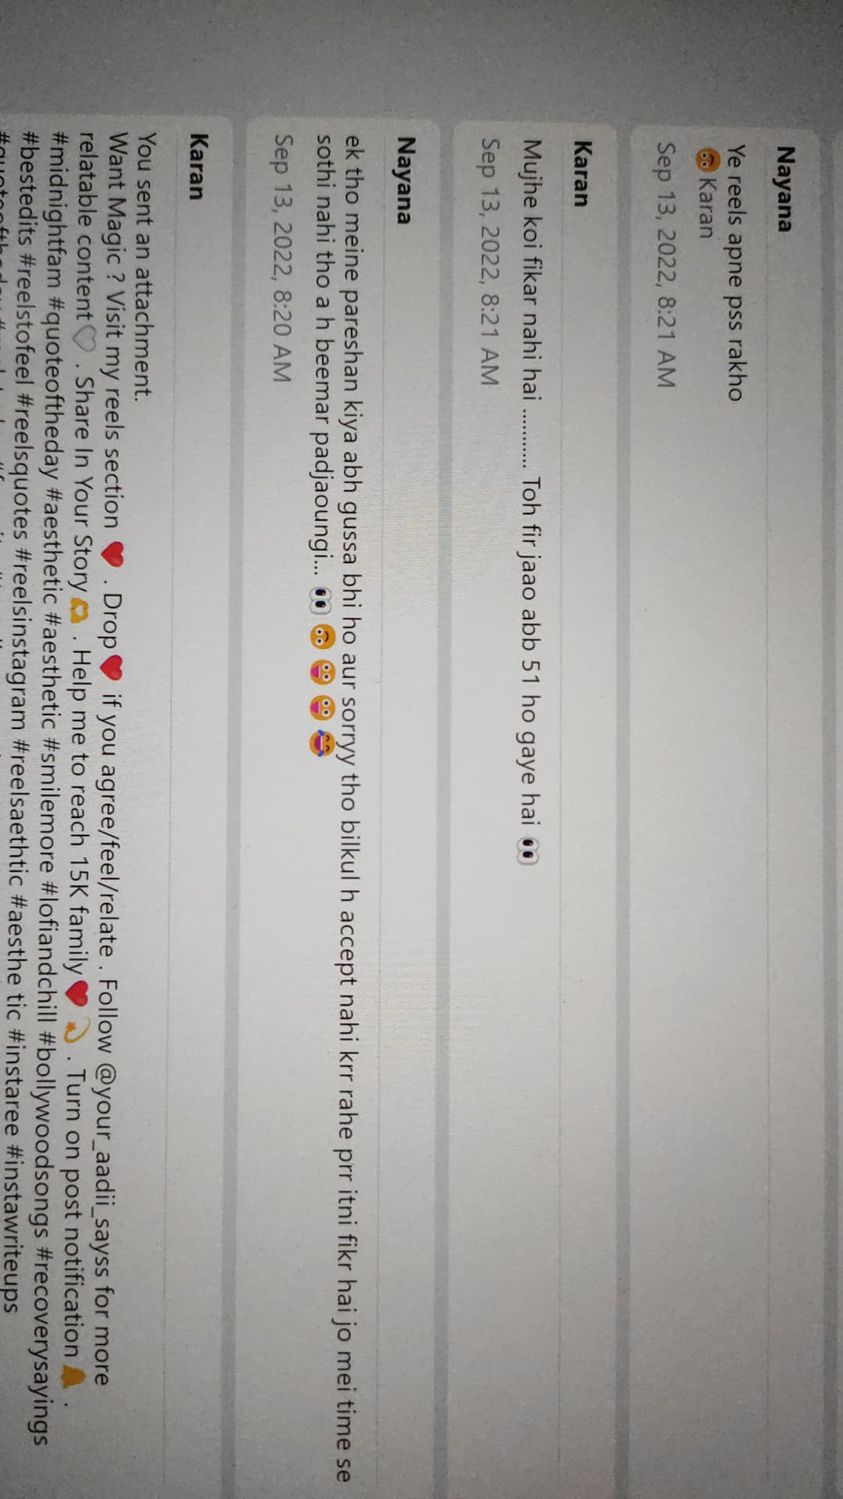 Nayana
Ye reels apne pss rakho
😡 Karan
Sep 13, 2022, 8:21 AM
Karan
Mujhe koi fikar nahi hai ........... Toh fir jaao abb 51 ho gaye hai 👀
Sep 13, 2022, 8:21 AM
Nayana
ek tho meine pareshan kiya abh gussa bhi ho aur sorryy tho bilkul h accept nahi krr rahe prr itni fikr hai jo mei time se
sothi nahi tho a h beemar padjaoungi... 👀
Sep 13, 2022, 8:20 AM
Karan
You sent an attachment.
Want Magic ? Visit my reels section ❤️ . Drop ❤️ if you agree/feel/relate . Follow @your_aadii_sayss for more
relatable content🤍 . Share In Your Story🫶 . Help me to reach 15K family❤️ 💫 . Turn on post notification 🔔 .
#midnightfam #quoteoftheday #aesthetic #aesthetic #smilemore #lofiandchill #bollywoodsongs #recoverysayings
#bestedits #reelstofeel #reelsquotes #reelsinstagram #reelsaethtic #aesthe tic #instaree #instawriteups